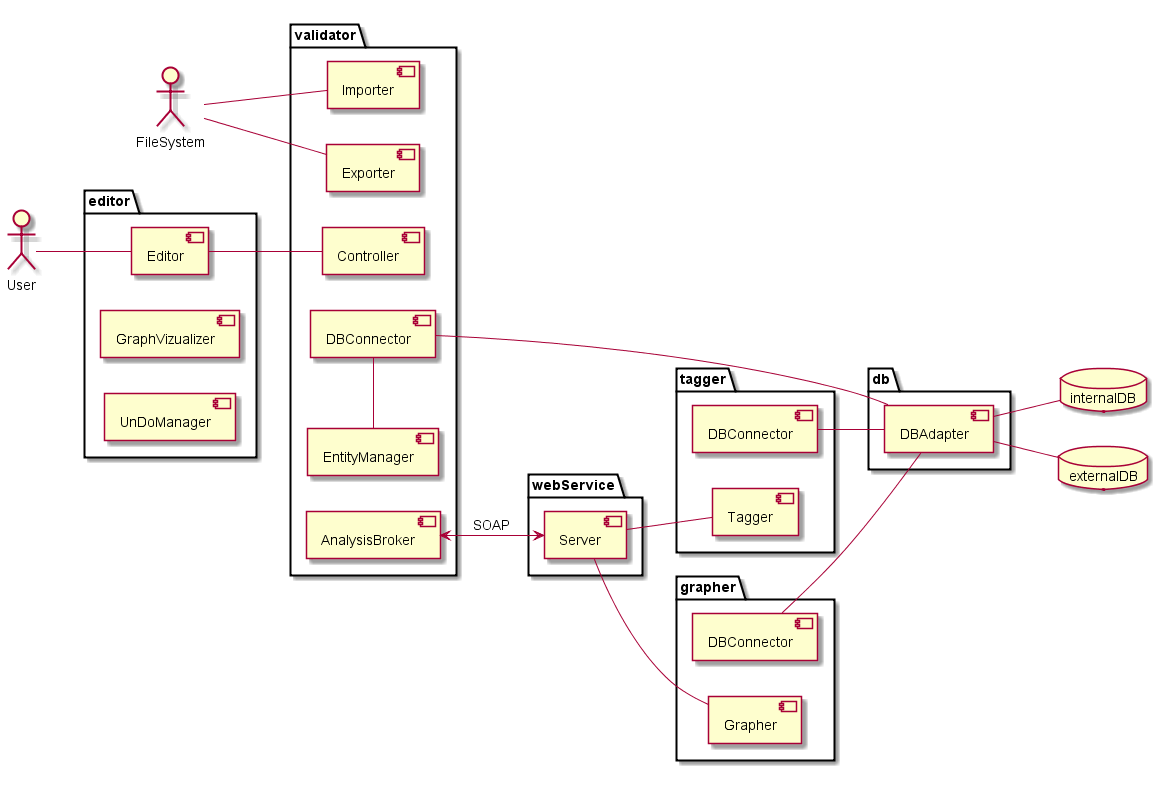 validator
Importer
FileSystem
Exporter
editor
Editor
Controller
User
GraphVizualizer
DBConnector
UnDoManager
EntityManager
tagger
DBConnector
db
DBAdapter
internalDB
externalDB
webService
AnalysisBroker
SOAP
Server
Tagger
grapher
DBConnector
Grapher